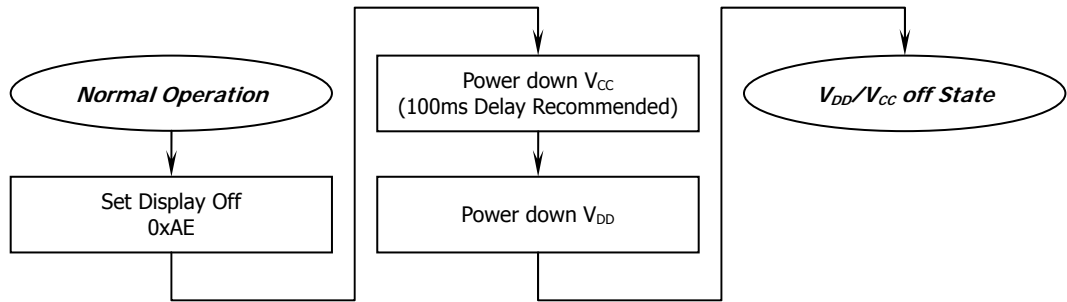 Normal Operation
Set Display Off
0xAE
Power down VCC
(100ms Delay Recommended)
Power down VDD
VDD/VCC off State